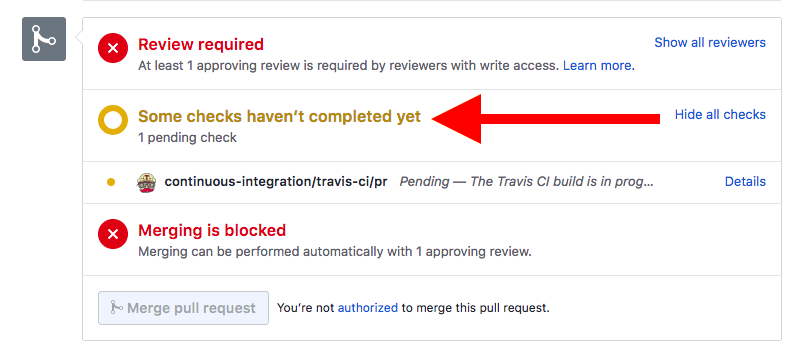 Review required
Show all reviewers
At least 1 approving review is required by reviewers with write access. Learn more.
Some checks haven’t completed yet
Hide all checks
1 pending check
continuous-integration/travis-ci/pr Pending — The Travis CI build is in prog… Details
Merging is blocked
Merging can be performed automatically with 1 approving review.
Merge pull request You’re not authorized to merge this pull request.